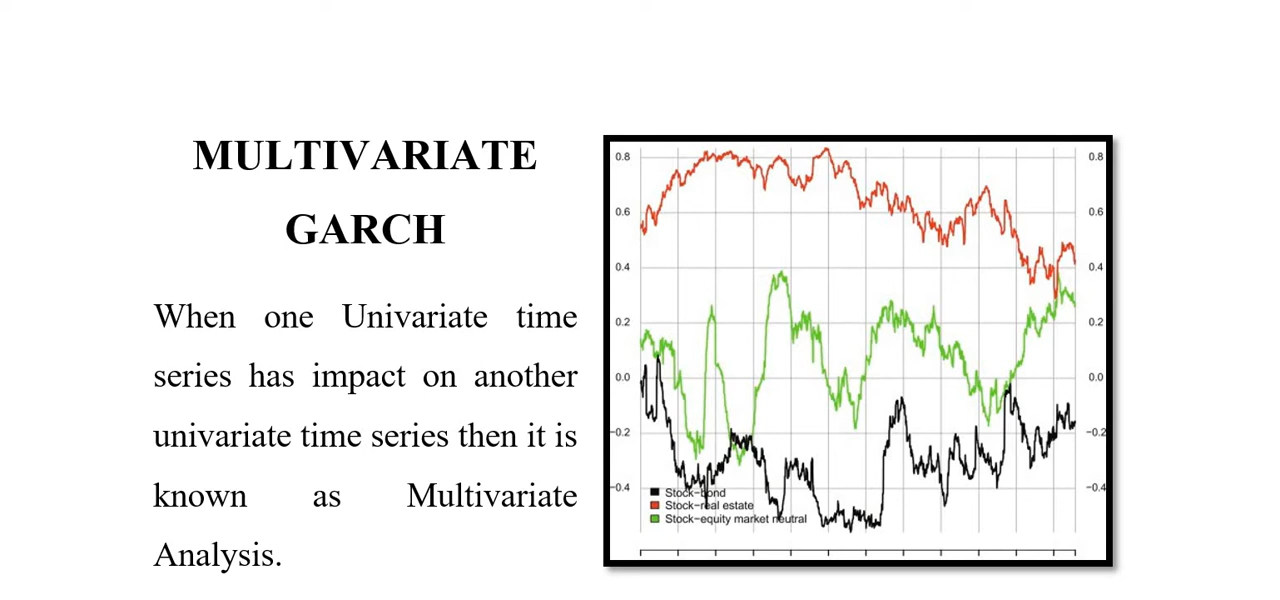 MULTIVARIATE
GARCH
When one Univariate time
series has impact on another
univariate time series then it is
known as Multivariate
Analysis.
0.8 0.8
0.6 0.6
0.4 0.4
0.2 0.2
0.0 0.0
−0.2 −0.2
−0.4 −0.4
Stock−bond
Stock−real estate
Stock−equity market neutral